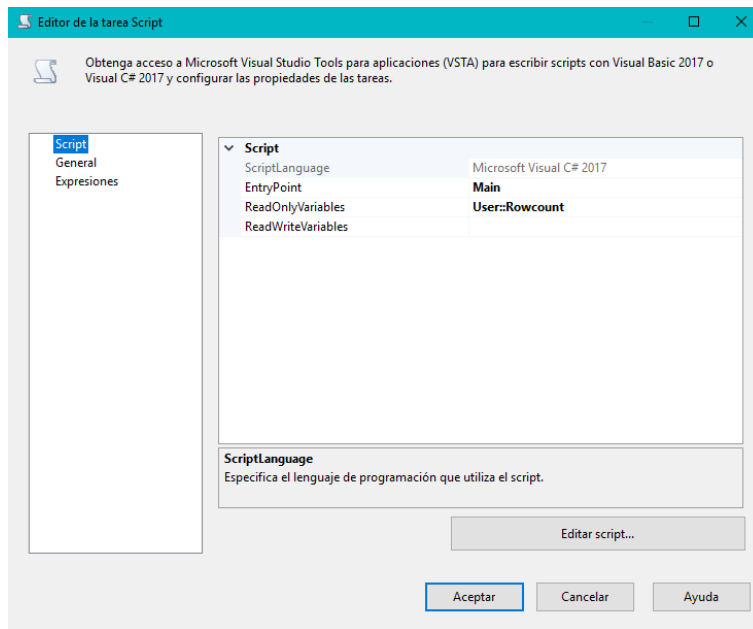 Editor de la tarea Script
Obtenga acceso a Microsoft Visual Studio Tools para aplicaciones (VSTA) para escribir scripts con Visual Basic 2017 o
Visual C# 2017 y configurar las propiedades de las tareas.
Script
General
Expresiones
Script
ScriptLanguage Microsoft Visual C# 2017
EntryPoint Main
ReadOnlyVariables User::Rowcount
ReadWriteVariables
ScriptLanguage
Especifica el lenguaje de programación que utiliza el script.
Editar script...
Aceptar Cancelar Ayuda